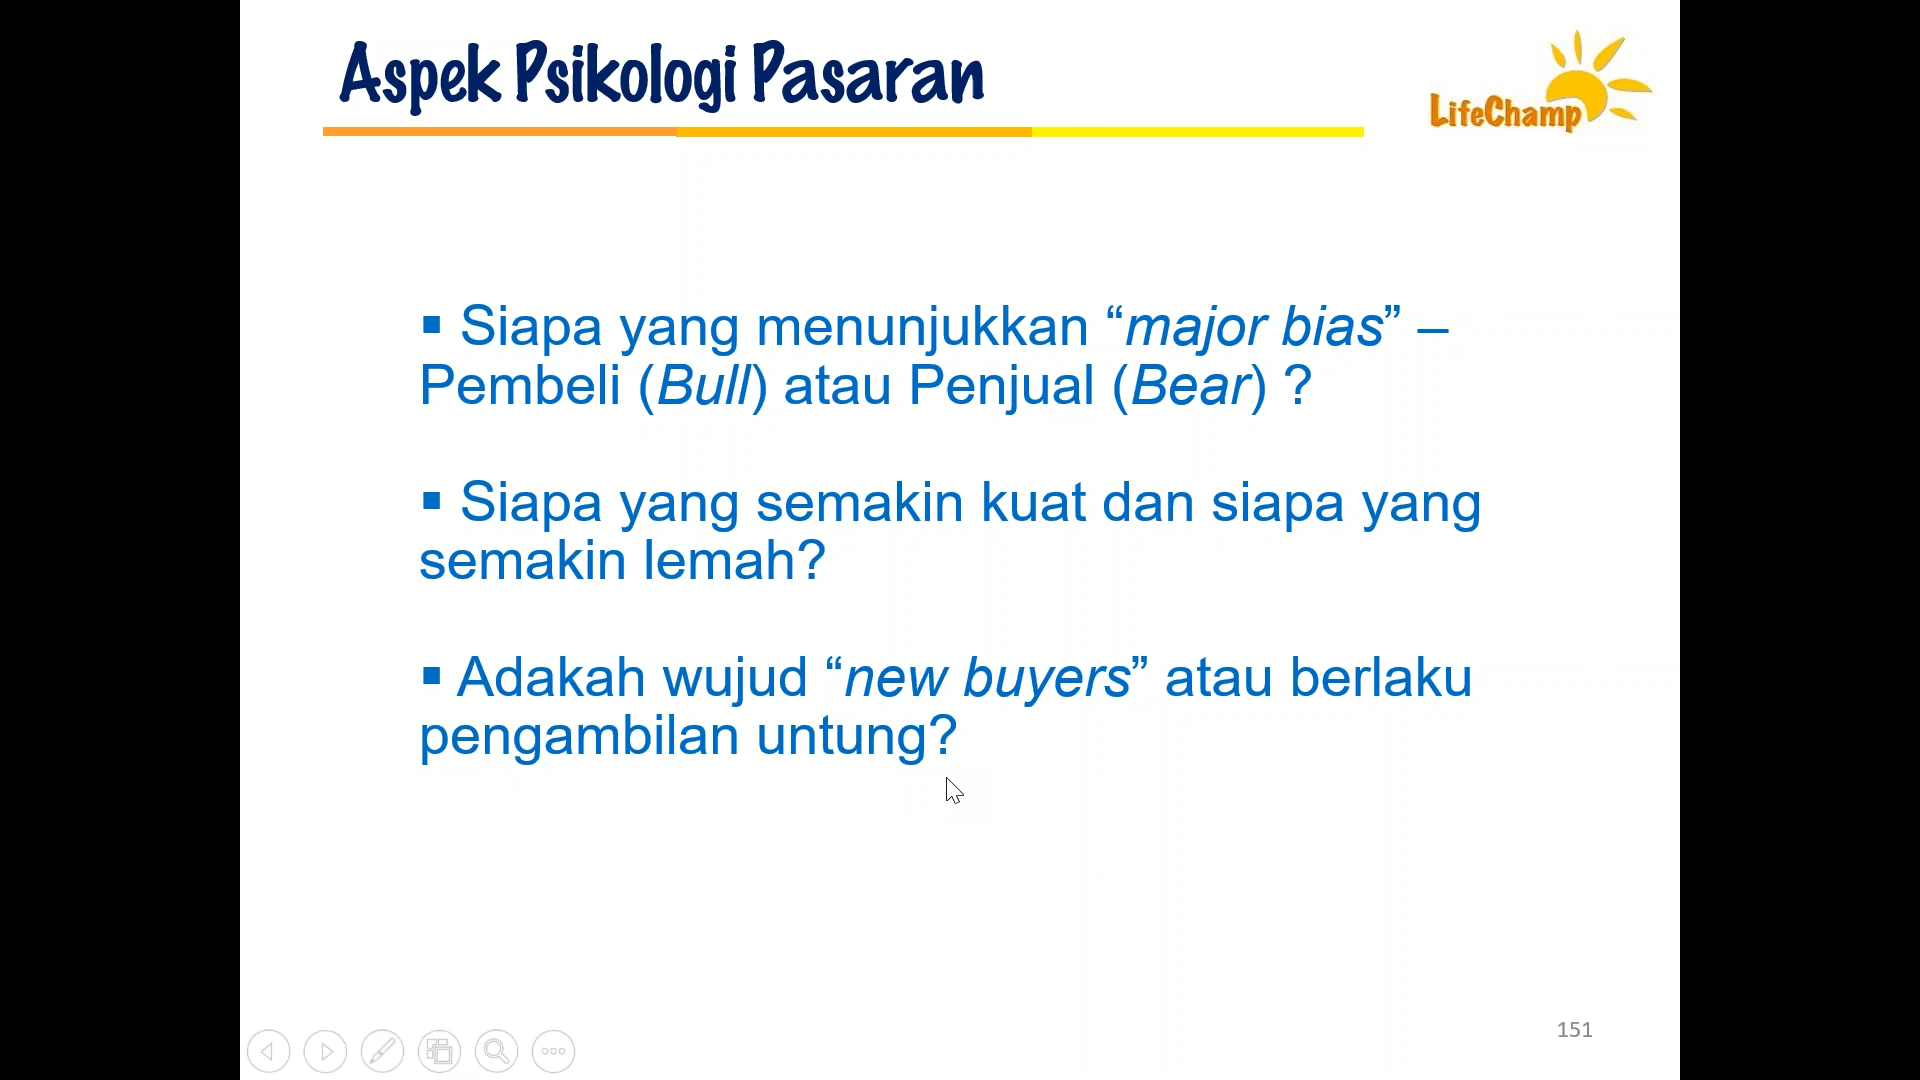 Aspek Psikologi Pasaran
LifeChamp
▪ Siapa yang menunjukkan “major bias” –
Pembeli (Bull) atau Penjual (Bear) ?
▪ Siapa yang semakin kuat dan siapa yang
semakin lemah?
▪ Adakah wujud “new buyers” atau berlaku
pengambilan untung?
151